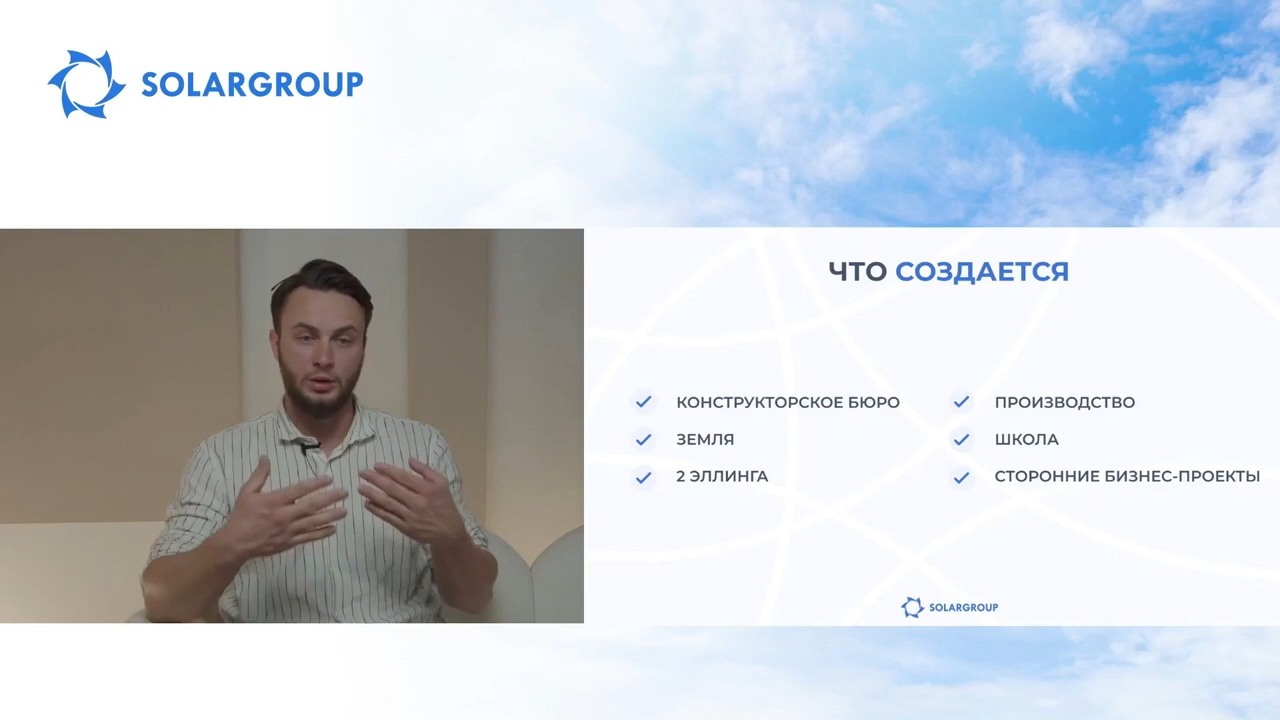 SOLARGROUP
ЧТО СОЗДАЕТСЯ
КОНСТРУКТОРСКОЕ БЮРО
ЗЕМЛЯ
2 ЭЛЛИНГА
ПРОИЗВОДСТВО
ШКОЛА
СТОРОННИЕ БИЗНЕС-ПРОЕКТЫ
SOLARGROUP